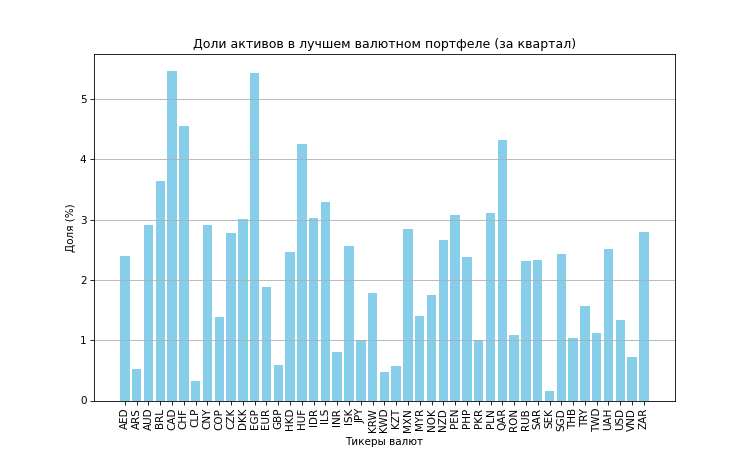 Доли активов в лучшем валютном портфеле (за квартал)
Доля (%)
5
4
3
2
1
0
AED ARS AUD BRL CAD CHF CLP CNY COP CZK DKK EGP EUR GBP HKD HUF IDR ILS INR ISK JPY KRW KWD KZT MXN MYR NOK NZD PEN PHP PKR PLN QAR RON RUB SAR SEK SGD THB TRY TWD UAH USD VND ZAR
Тикеры валют